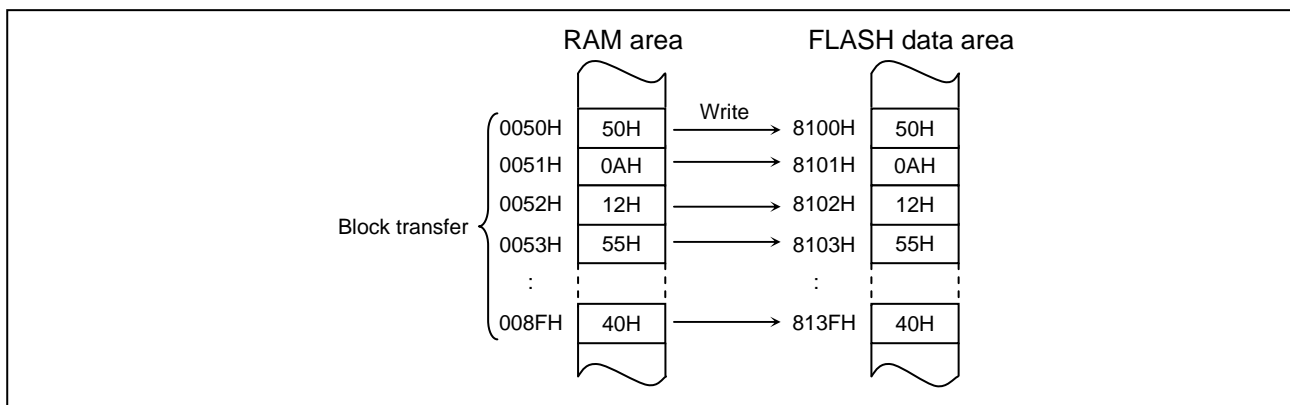 RAM area FLASH data area
Write
0050H 50H 8100H 50H
0051H 0AH 8101H 0AH
0052H 12H 8102H 12H
Block transfer
0053H 55H 8103H 55H
: :
008FH 40H 813FH 40H